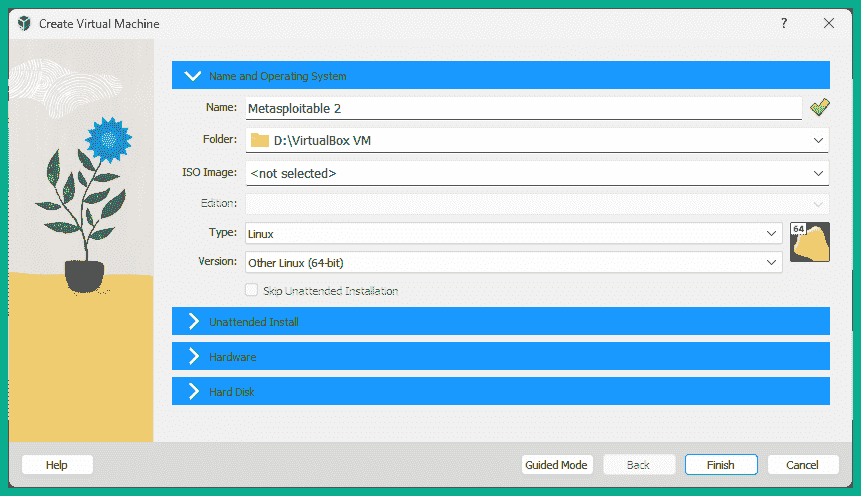 Create Virtual Machine ?
Name and Operating System
Name: Metasploitable 2
Folder: D:\VirtualBox VM
ISO Image: <not selected>
Edition:
Type: Linux 64
Version: Other Linux (64-bit)
Skip Unattended Installation
Unattended Install
Hardware
Hard Disk
Help Guided Mode Back Finish Cancel